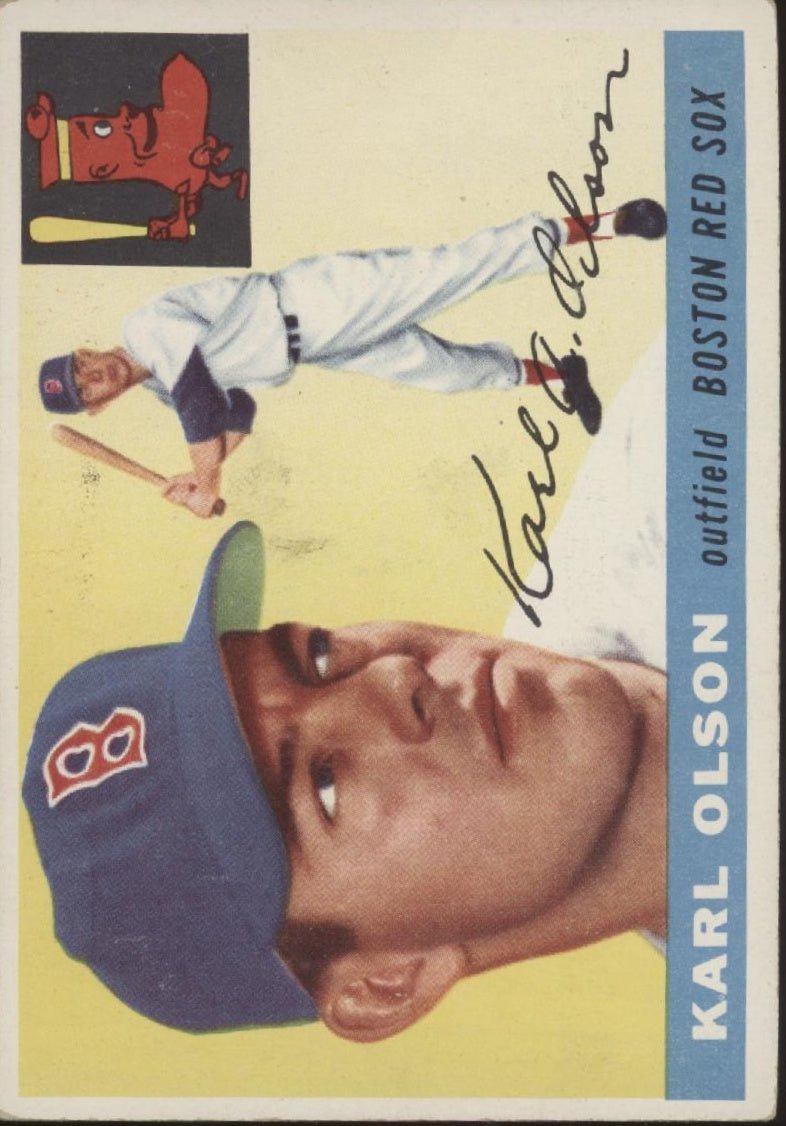 B
Karl A. Olson
KARL OLSON outfield BOSTON RED SOX